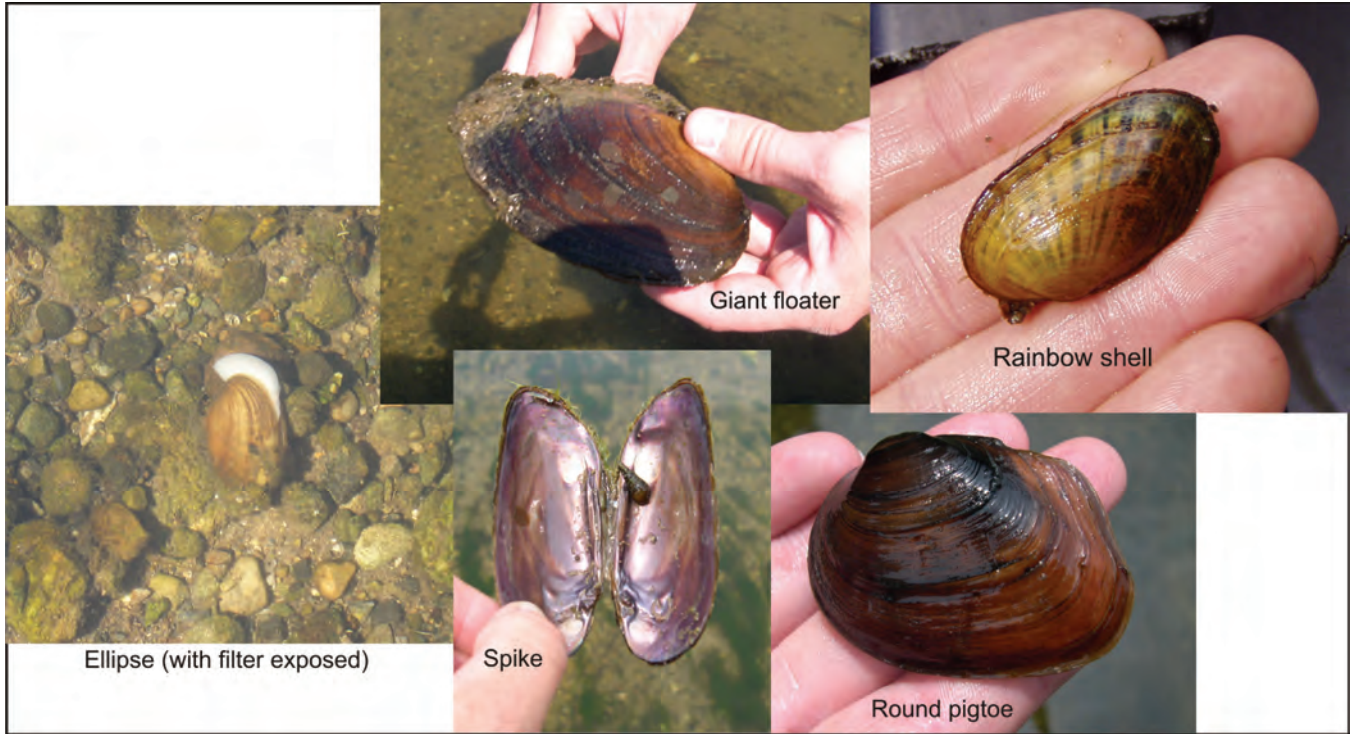 Giant floater
Rainbow shell
Ellipse (with filter exposed)
Spike
Round pigtoe